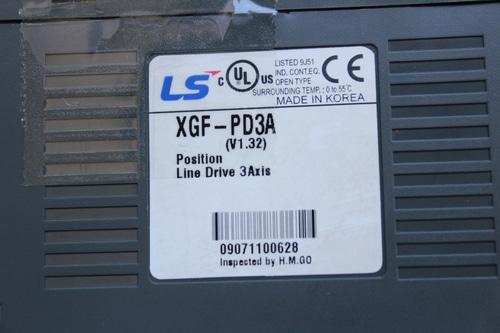 LS
C UL US
LISTED 9J51
IND. CONT.EQ.
OPEN TYPE
CE
SURROUNDING TEMP. ; 0 to 55°C
MADE IN KOREA
XGF-PD3A
(V1.32)
Position
Line Drive 3Axis
09071100628
Inspected by H.M.GO